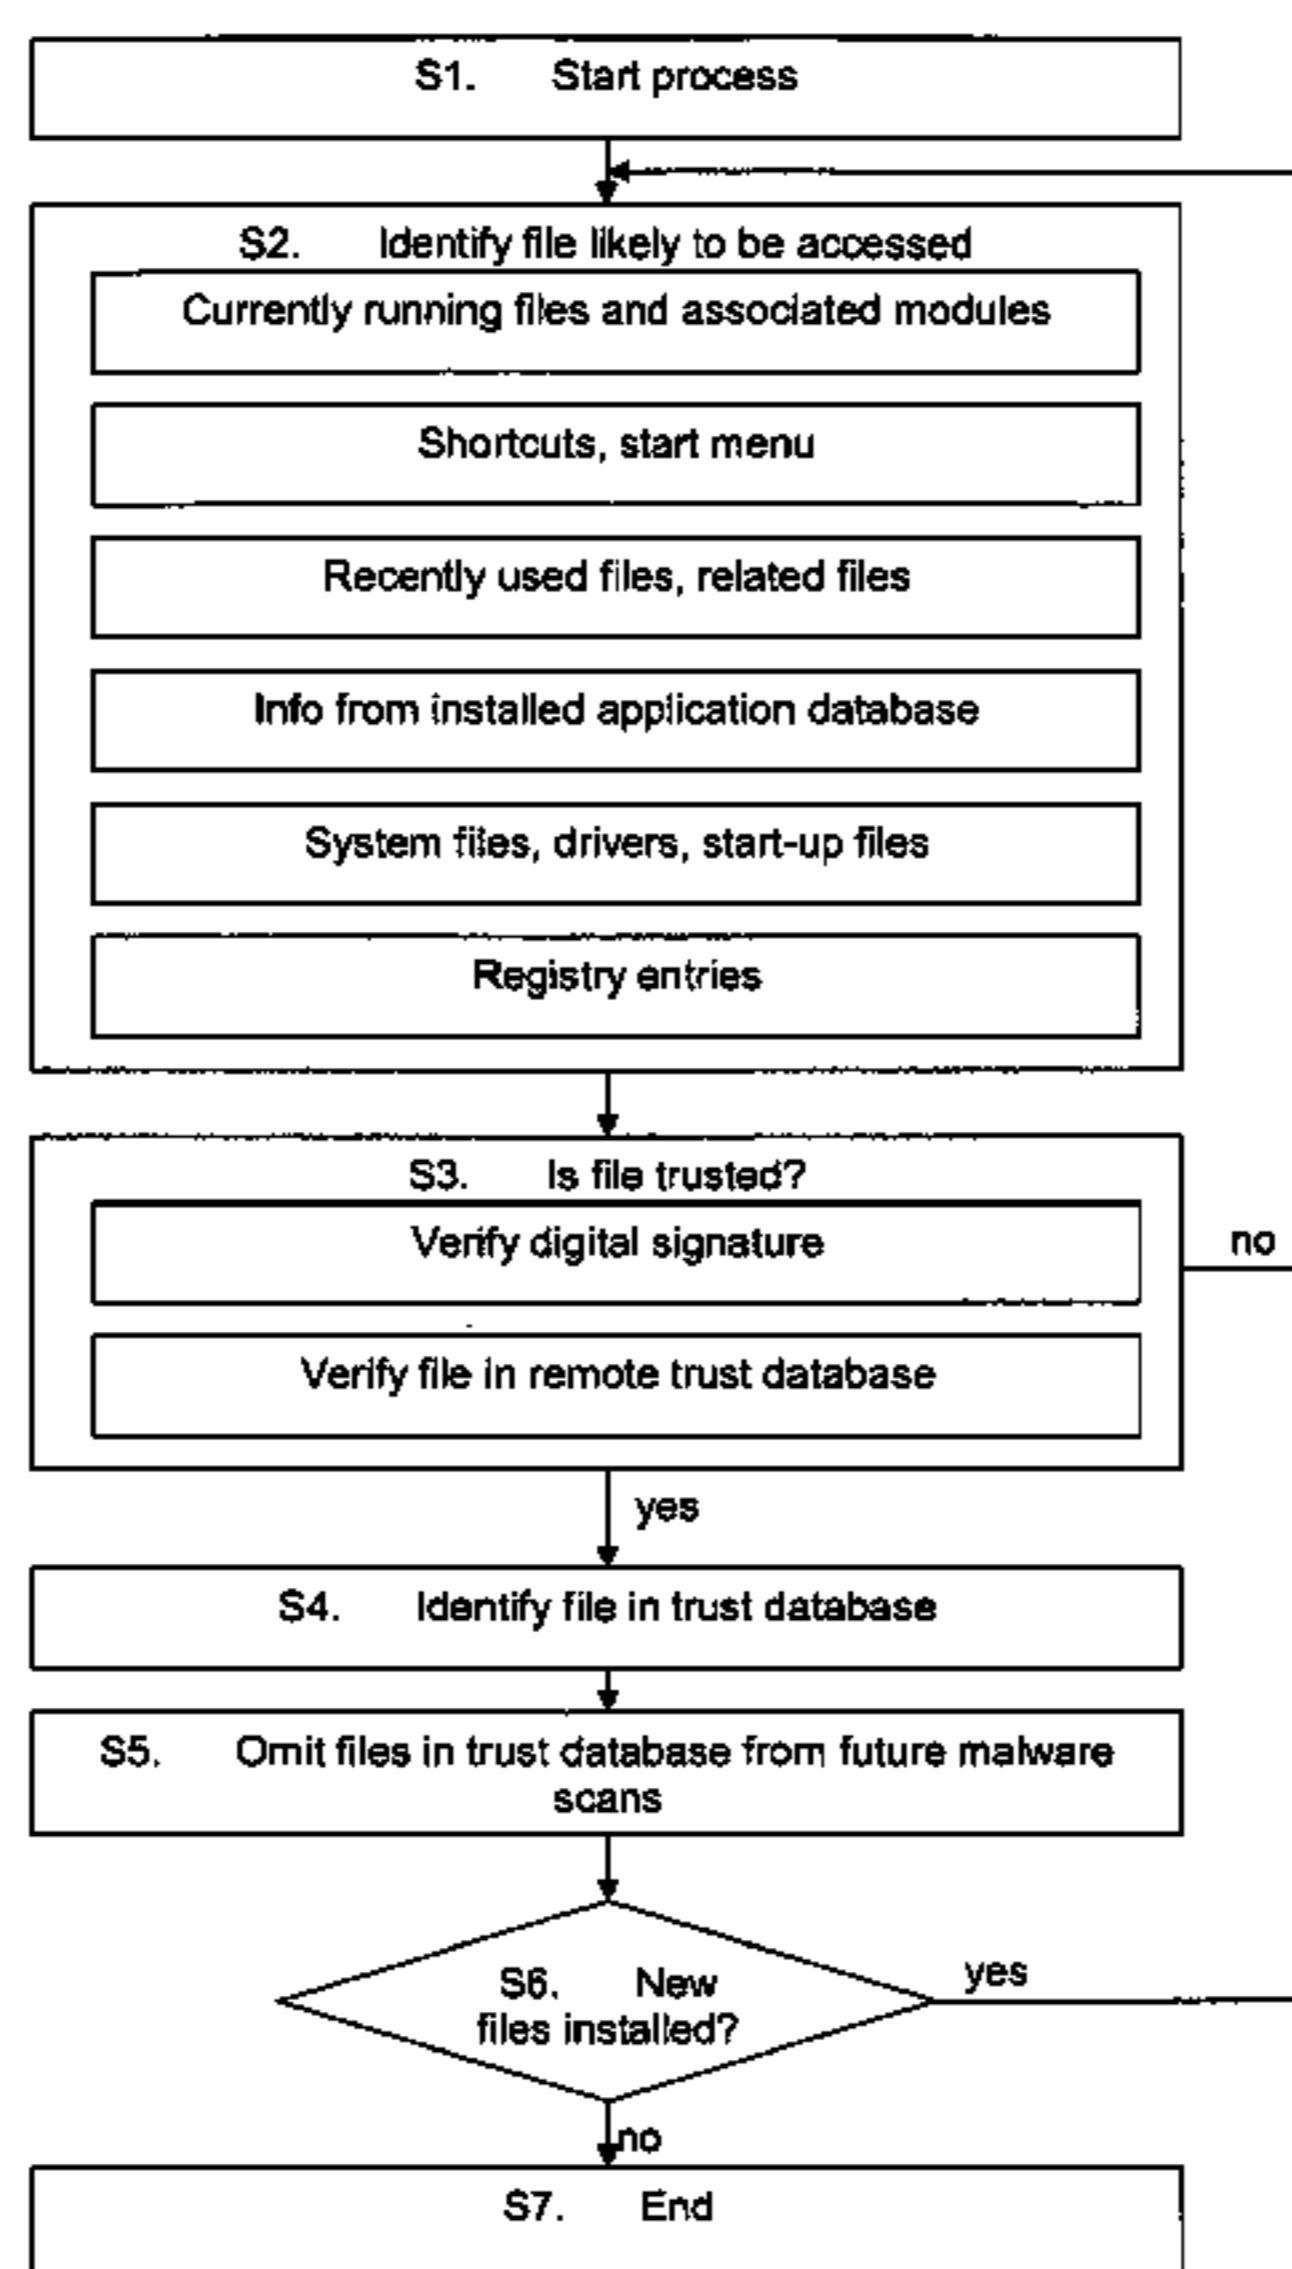 S1. Start process
S2. Identify file likely to be accessed
Currently running files and associated modules
Shortcuts, start menu
Recently used files, related files
Info from installed application database
System files, drivers, start-up files
Registry entries
S3. Is file trusted?
Verify digital signature
no
Verify file in remote trust database
yes
S4. Identify file in trust database
S5. Omit files in trust database from future malware
scans
yes
S6. New
files installed?
no
S7. End